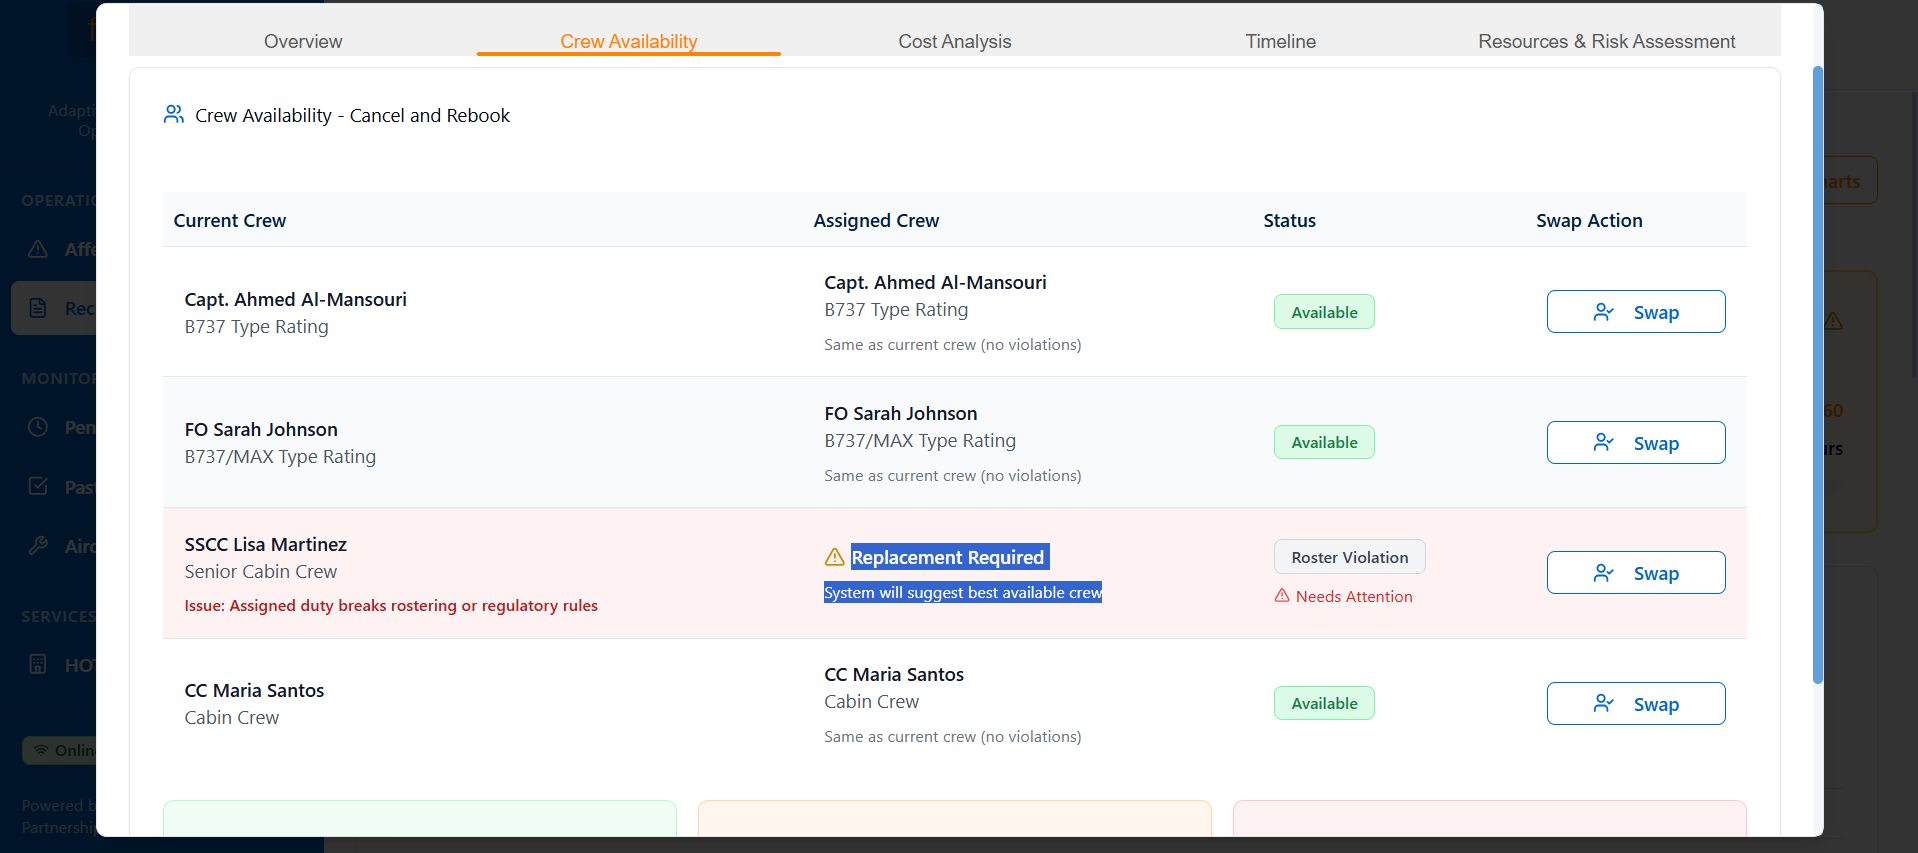 Overview
Crew Availability
Cost Analysis
Timeline
Resources & Risk Assessment
Crew Availability - Cancel and Rebook
Current Crew
Assigned Crew
Status
Swap Action
Capt. Ahmed Al-Mansouri
B737 Type Rating
Capt. Ahmed Al-Mansouri
B737 Type Rating
Same as current crew (no violations)
Available
Swap
FO Sarah Johnson
B737/MAX Type Rating
FO Sarah Johnson
B737/MAX Type Rating
Same as current crew (no violations)
Available
Swap
SSCC Lisa Martinez
Senior Cabin Crew
Issue: Assigned duty breaks rostering or regulatory rules
Replacement Required
System will suggest best available crew
Roster Violation
Needs Attention
Swap
CC Maria Santos
Cabin Crew
CC Maria Santos
Cabin Crew
Same as current crew (no violations)
Available
Swap
Adapti
Op
OPERATIO
Affe
Rec
MONITOR
Pen
Pas
Airc
SERVICES
HOT
Onlin
Powered b
Partnershi
arts
60
urs